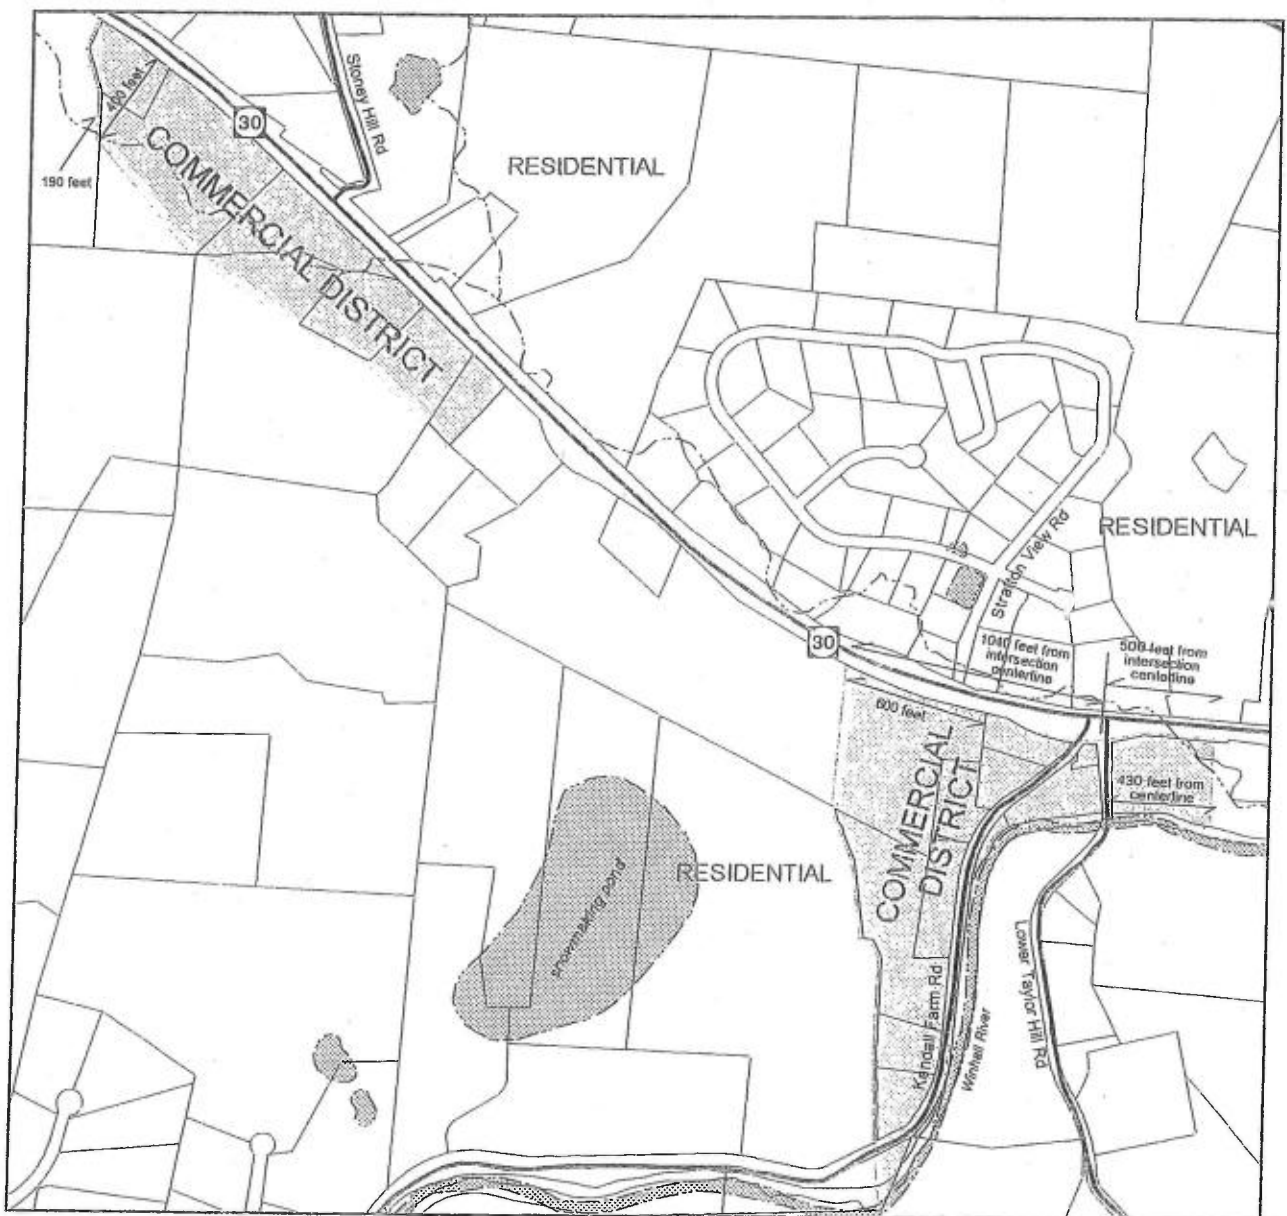 Stoney Hill Rd
400 feet
30
190 feet
COMMERCIAL DISTRICT
RESIDENTIAL
RESIDENTIAL
Stratton View Rd
30
1040 feet from
intersection
centerline
500 feet from
intersection
centerline
600 feet
COMMERCIAL
DISTRICT
430 feet from
centerline
RESIDENTIAL
snowmaking pond
Kendall Farm Rd
Winhall River
Lower Taylor Hill Rd